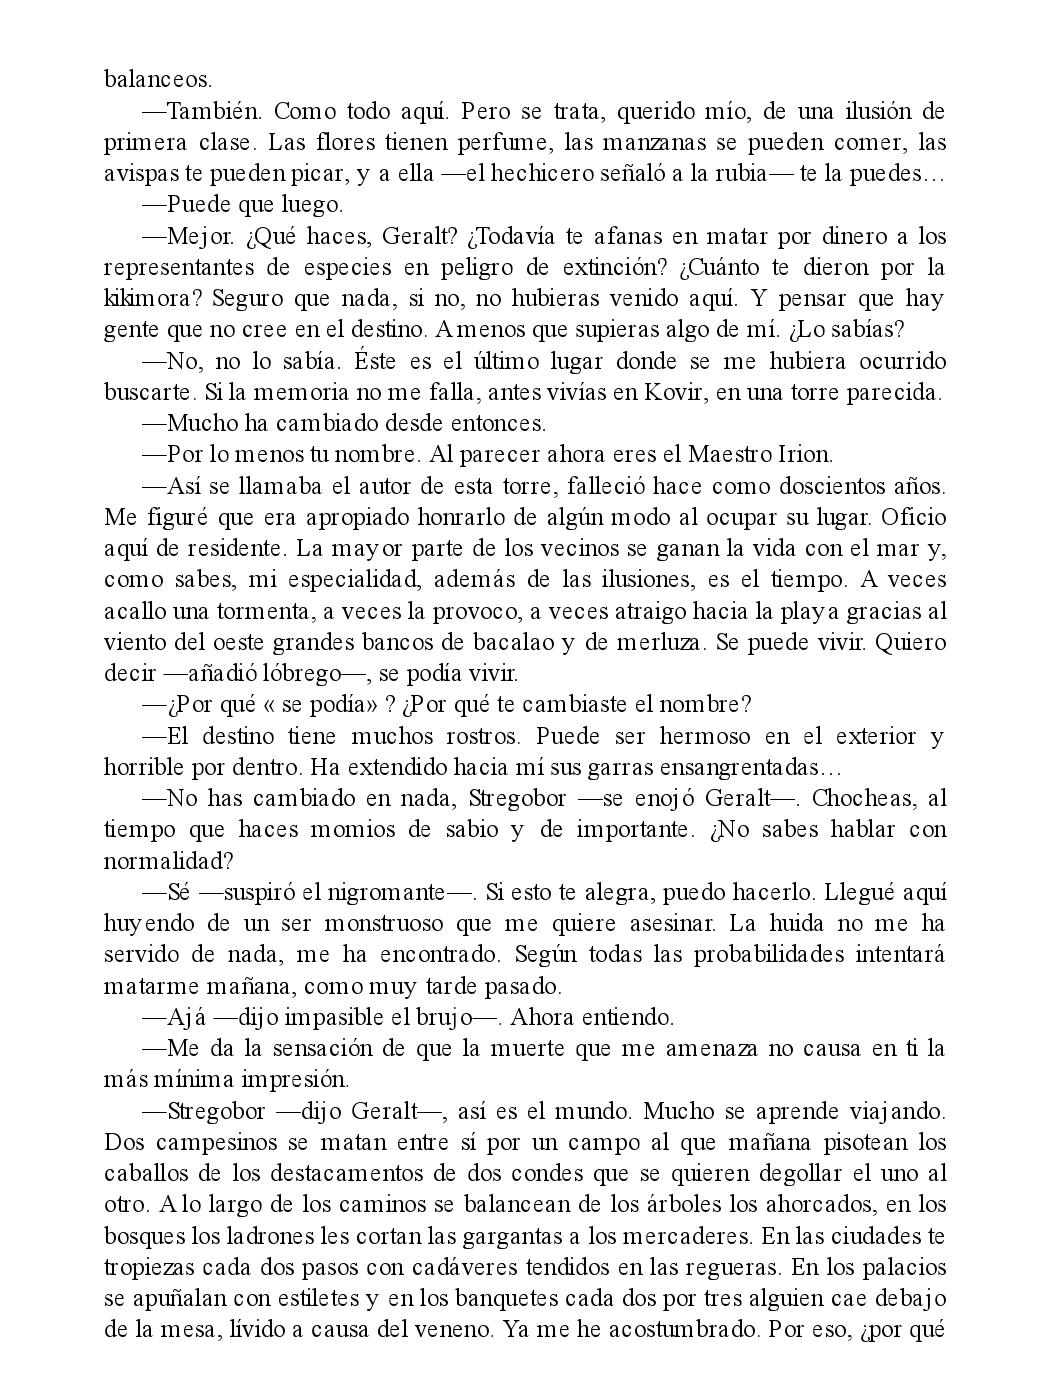 balanceos.
—También. Como todo aquí. Pero se trata, querido mío, de una ilusión de
primera clase. Las flores tienen perfume, las manzanas se pueden comer, las
avispas te pueden picar, y a ella —el hechicero señaló a la rubia— te la puedes…
—Puede que luego.
—Mejor. ¿Qué haces, Geralt? ¿Todavía te afanas en matar por dinero a los
representantes de especies en peligro de extinción? ¿Cuánto te dieron por la
kikimora? Seguro que nada, si no, no hubieras venido aquí. Y pensar que hay
gente que no cree en el destino. A menos que supieras algo de mí. ¿Lo sabías?
—No, no lo sabía. Éste es el último lugar donde se me hubiera ocurrido
buscarte. Si la memoria no me falla, antes vivías en Kovir, en una torre parecida.
—Mucho ha cambiado desde entonces.
—Por lo menos tu nombre. Al parecer ahora eres el Maestro Irion.
—Así se llamaba el autor de esta torre, falleció hace como doscientos años.
Me figuré que era apropiado honrarlo de algún modo al ocupar su lugar. Oficio
aquí de residente. La mayor parte de los vecinos se ganan la vida con el mar y,
como sabes, mi especialidad, además de las ilusiones, es el tiempo. A veces
acallo una tormenta, a veces la provoco, a veces atraigo hacia la playa gracias al
viento del oeste grandes bancos de bacalao y de merluza. Se puede vivir. Quiero
decir —añadió lóbrego—, se podía vivir.
—¿Por qué « se podía» ? ¿Por qué te cambiaste el nombre?
—El destino tiene muchos rostros. Puede ser hermoso en el exterior y
horrible por dentro. Ha extendido hacia mí sus garras ensangrentadas…
—No has cambiado en nada, Stregobor —se enojó Geralt—. Chocheas, al
tiempo que haces momios de sabio y de importante. ¿No sabes hablar con
normalidad?
—Sé —suspiró el nigromante—. Si esto te alegra, puedo hacerlo. Llegué aquí
huyendo de un ser monstruoso que me quiere asesinar. La huida no me ha
servido de nada, me ha encontrado. Según todas las probabilidades intentará
matarme mañana, como muy tarde pasado.
—Ajá —dijo impasible el brujo—. Ahora entiendo.
—Me da la sensación de que la muerte que me amenaza no causa en ti la
más mínima impresión.
—Stregobor —dijo Geralt—, así es el mundo. Mucho se aprende viajando.
Dos campesinos se matan entre sí por un campo al que mañana pisotean los
caballos de los destacamentos de dos condes que se quieren degollar el uno al
otro. A lo largo de los caminos se balancean de los árboles los ahorcados, en los
bosques los ladrones les cortan las gargantas a los mercaderes. En las ciudades te
tropiezas cada dos pasos con cadáveres tendidos en las regueras. En los palacios
se apuñalan con estiletes y en los banquetes cada dos por tres alguien cae debajo
de la mesa, lívido a causa del veneno. Ya me he acostumbrado. Por eso, ¿por qué